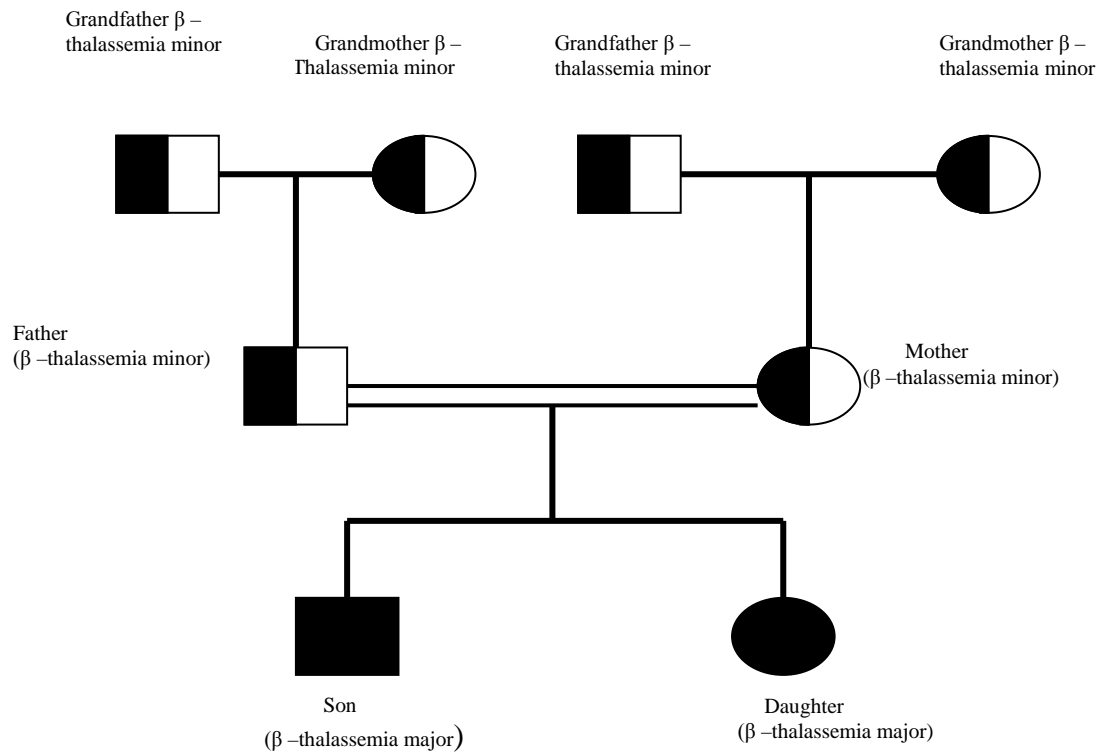 Grandfather β –
thalassemia minor
Grandmother β –
Thalassemia minor
Grandfather β –
thalassemia minor
Grandmother β –
thalassemia minor
Father
(β –thalassemia minor)
Mother
(β –thalassemia minor)
Son
(β –thalassemia major)
Daughter
(β –thalassemia major)